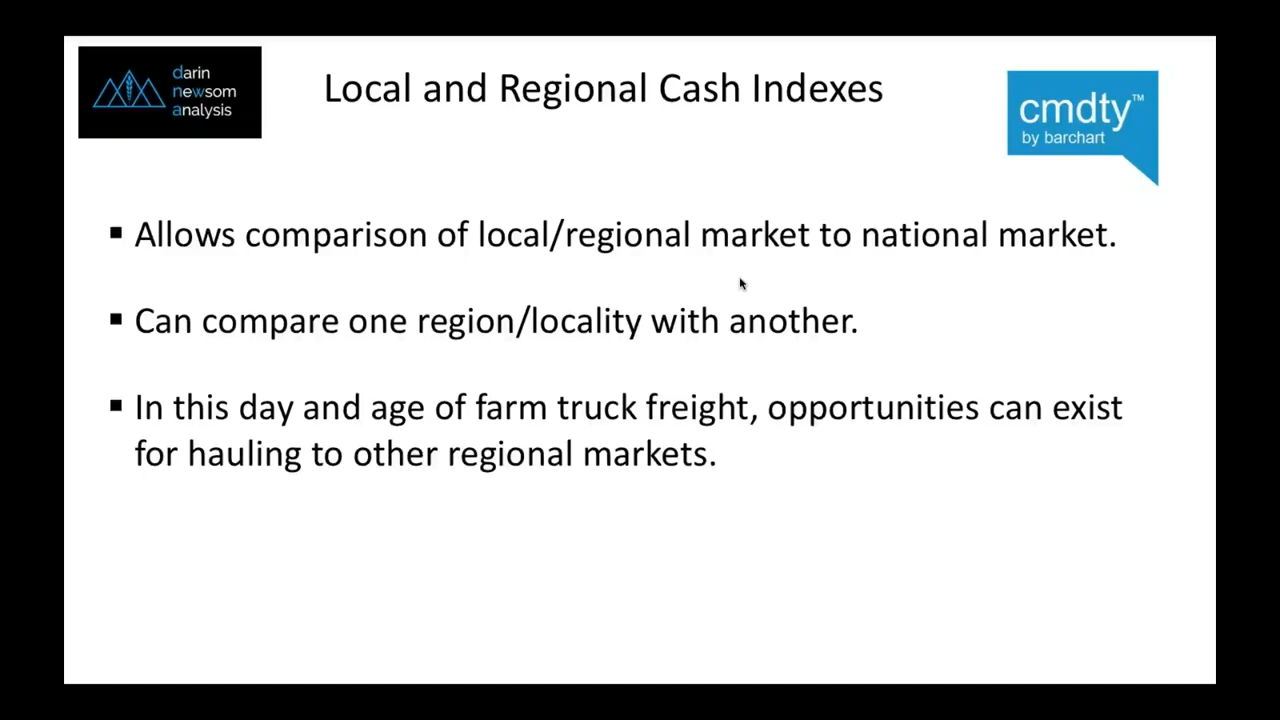 darin
newsom
analysis
Local and Regional Cash Indexes
cmdty™
by barchart
▪ Allows comparison of local/regional market to national market.
▪ Can compare one region/locality with another.
▪ In this day and age of farm truck freight, opportunities can exist
for hauling to other regional markets.